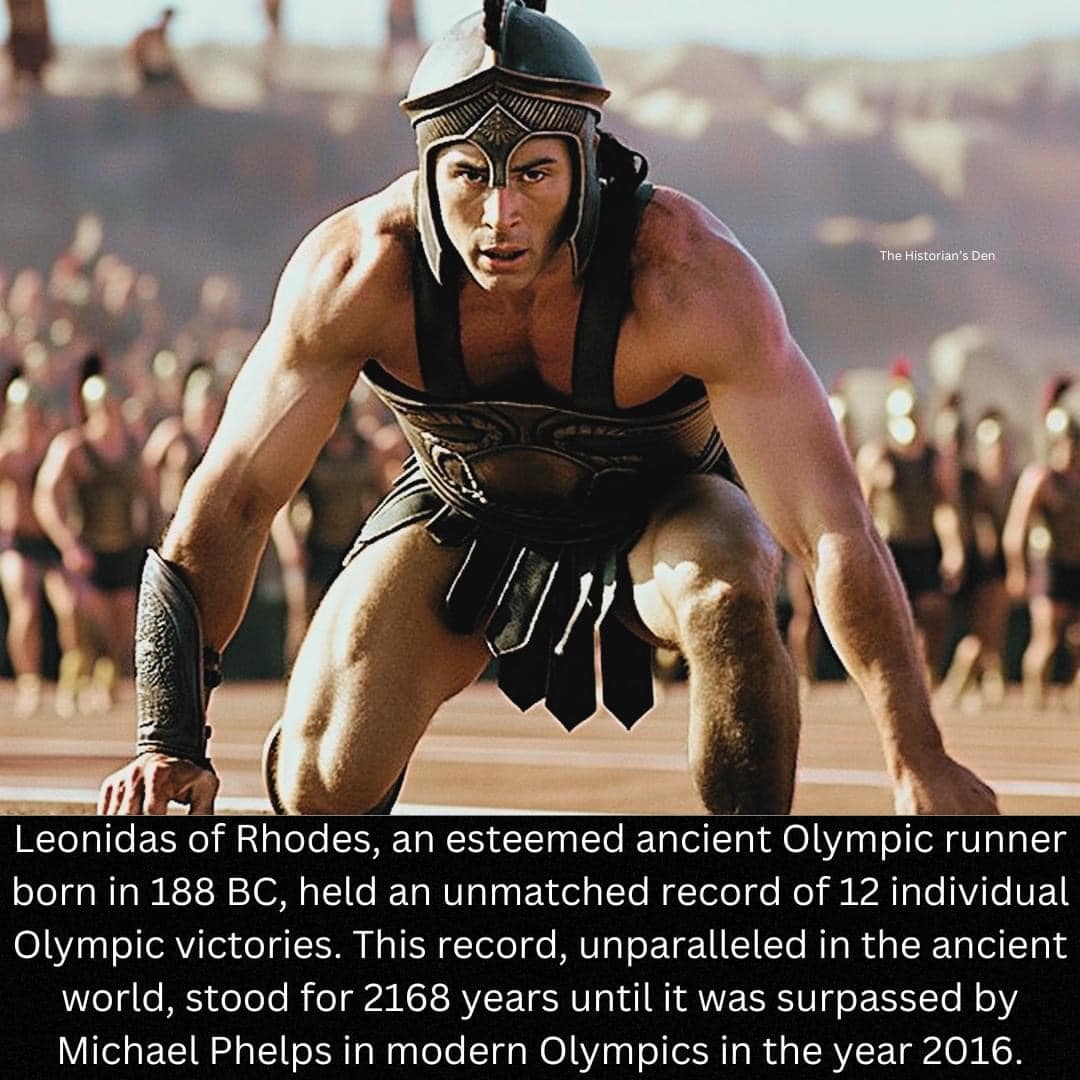 The Historian's Den
Leonidas of Rhodes, an esteemed ancient Olympic runner
born in 188 BC, held an unmatched record of 12 individual
Olympic victories. This record, unparalleled in the ancient
world, stood for 2168 years until it was surpassed by
Michael Phelps in modern Olympics in the year 2016.